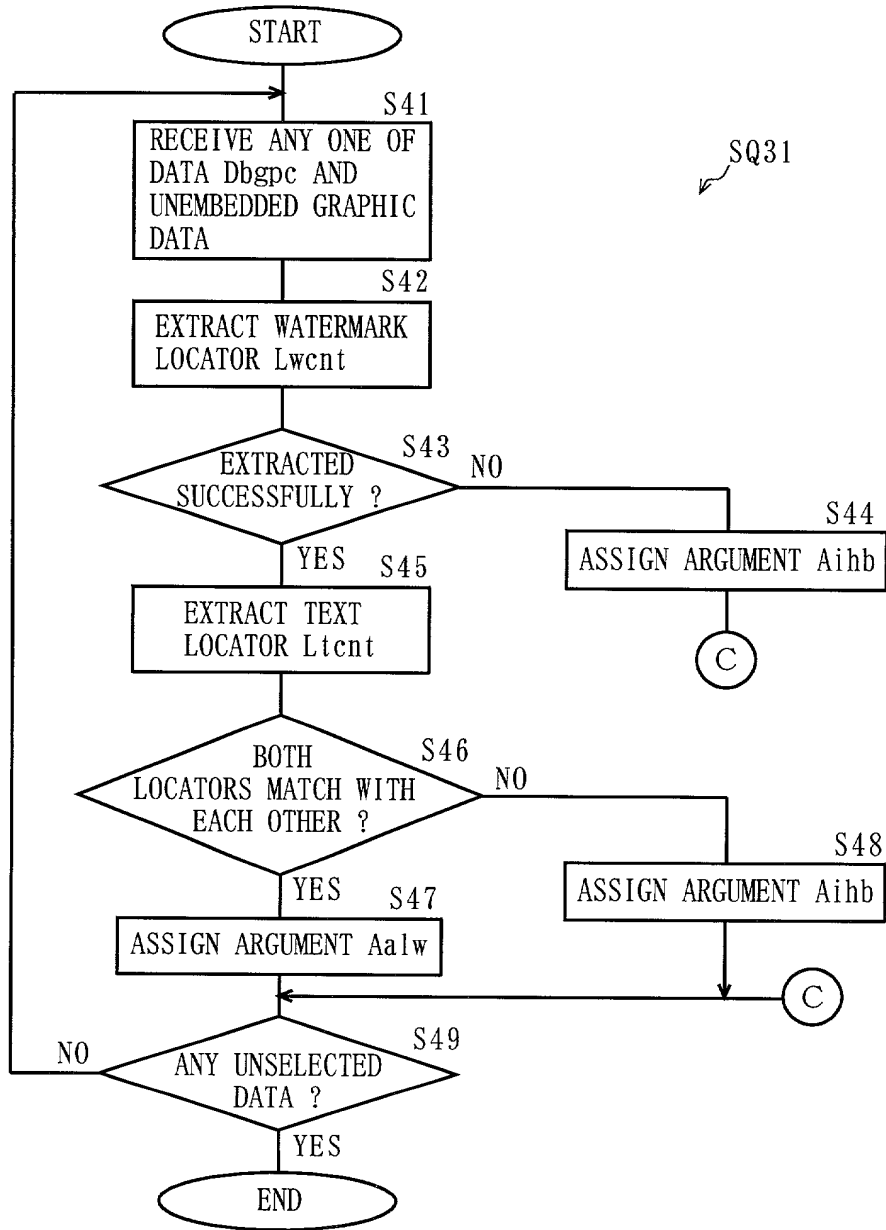 START
S41
RECEIVE ANY ONE OF
DATA Dbgpc AND
UNEMBEDDED GRAPHIC
DATA
SQ31
S42
EXTRACT WATERMARK
LOCATOR Lwcnt
S43
EXTRACTED
SUCCESSFULLY ?
NO
YES
S44
ASSIGN ARGUMENT Aihb
C
S45
EXTRACT TEXT
LOCATOR Ltcnt
S46
BOTH
LOCATORS MATCH WITH
EACH OTHER ?
NO
YES
S48
ASSIGN ARGUMENT Aihb
S47
ASSIGN ARGUMENT Aalw
C
S49
NO
ANY UNSELECTED
DATA ?
YES
END